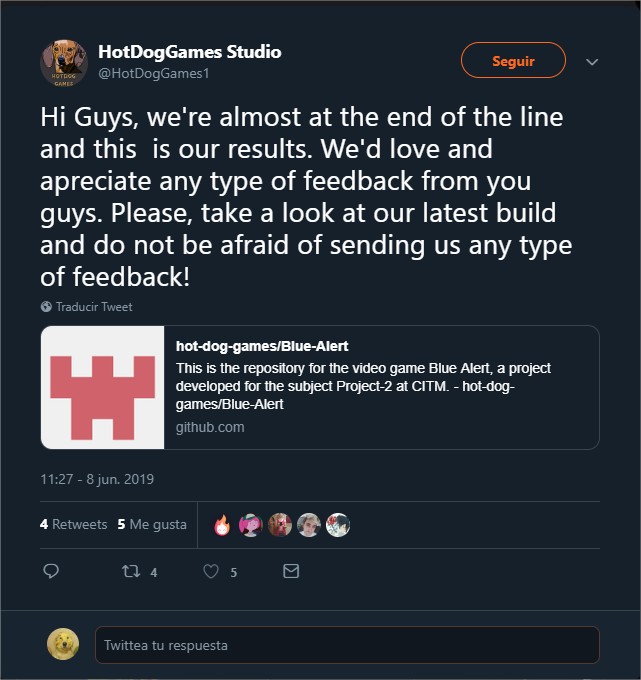 HotDogGames Studio
@HotDogGames1
Seguir
HOTDOG
GAMES
Hi Guys, we're almost at the end of the line
and this  is our results. We'd love and
apreciate any type of feedback from you
guys. Please, take a look at our latest build
and do not be afraid of sending us any type
of feedback!
Traducir Tweet
hot-dog-games/Blue-Alert
This is the repository for the video game Blue Alert, a project
developed for the subject Project-2 at CITM. - hot-dog-
games/Blue-Alert
github.com
11:27 - 8 jun. 2019
4 Retweets 5 Me gusta
4 5
Twittea tu respuesta